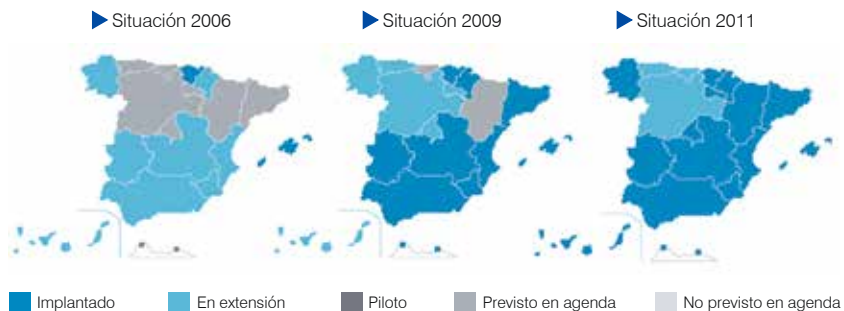 Situación 2006
Situación 2009
Situación 2011
Implantado
En extensión
Piloto
Previsto en agenda
No previsto en agenda